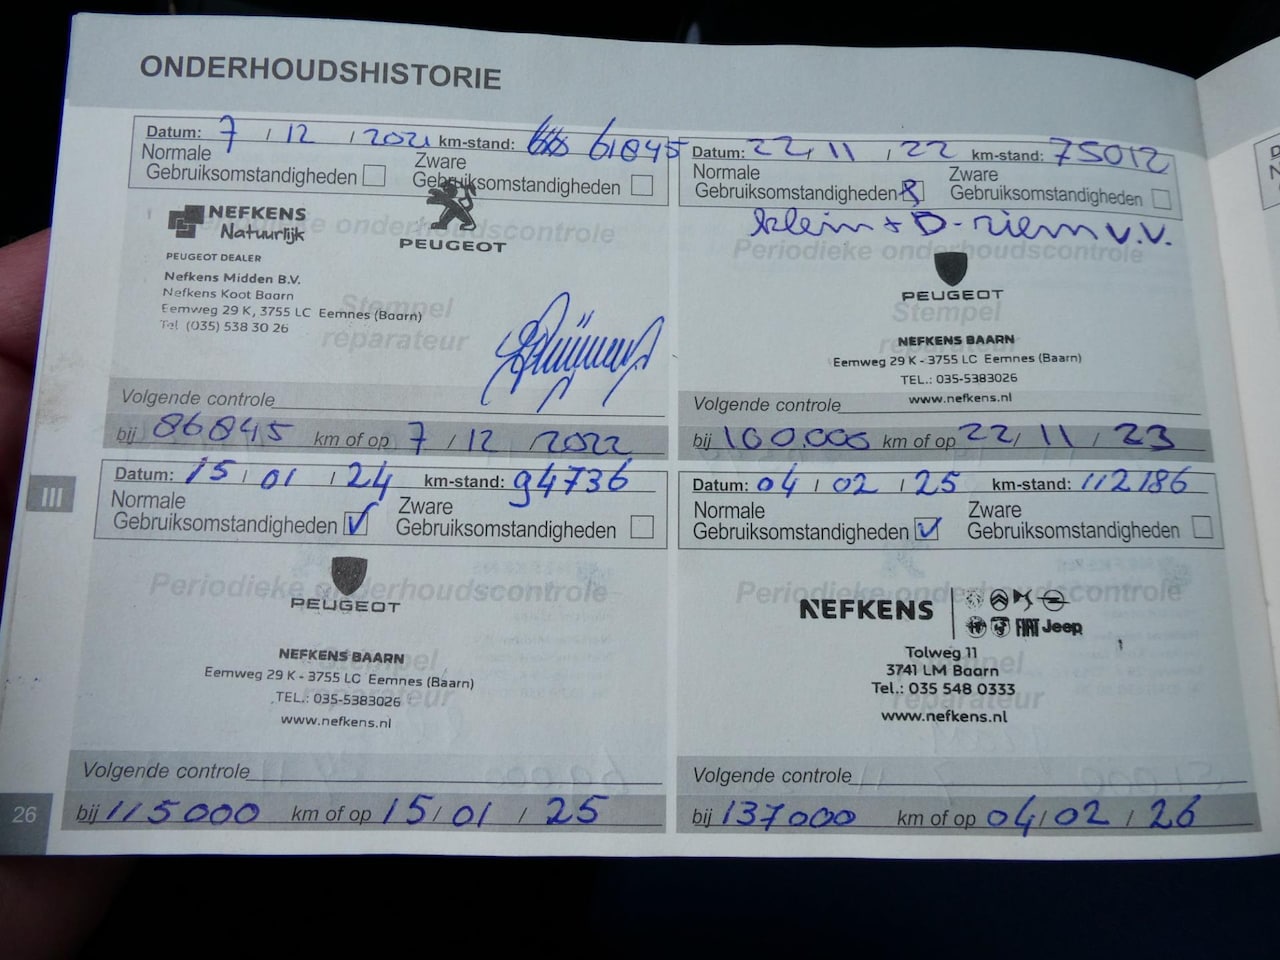 ONDERHOUDSHISTORIE
Datum: 7 / 12 / 2021 km-stand: 61845
Normale Gebruiksomstandigheden
Zware Gebruiksomstandigheden
NEFKENS
Natuurlijk
PEUGEOT
PEUGEOT DEALER
Nefkens Midden B.V.
Nefkens Koot Baarn
Eemweg 29 K, 3755 LC Eemnes (Baarn)
Tel. (035) 538 30 26
Periodieke onderhoudscontrole
Stempel
reparateur
Volgende controle
bij 86845 km of op 7 / 12 / 2022
Datum: 22 / 11 / 22 km-stand: 75012
Normale Gebruiksomstandigheden
Zware Gebruiksomstandigheden
klein + D-riem v.v.
Periodieke onderhoudscontrole
PEUGEOT
Stempel
reparateur
NEFKENS BAARN
Eemweg 29 K - 3755 LC Eemnes (Baarn)
TEL.: 035-5383026
www.nefkens.nl
Volgende controle
bij 100.000 km of op 22 / 11 / 23
III
Datum: 15 / 01 / 24 km-stand: 94736
Normale Gebruiksomstandigheden
Zware Gebruiksomstandigheden
Periodieke onderhoudscontrole
PEUGEOT
Stempel
reparateur
NEFKENS BAARN
Eemweg 29 K - 3755 LC Eemnes (Baarn)
TEL.: 035-5383026
www.nefkens.nl
Volgende controle
bij 115000 km of op 15 / 01 / 25
Datum: 04 / 02 / 25 km-stand: 112186
Normale Gebruiksomstandigheden
Zware Gebruiksomstandigheden
Periodieke onderhoudscontrole
NEFKENS
FIAT Jeep
Stempel
reparateur
Tolweg 11
3741 LM Baarn
Tel.: 035 548 0333
www.nefkens.nl
Volgende controle
bij 137000 km of op 04 / 02 / 26
26